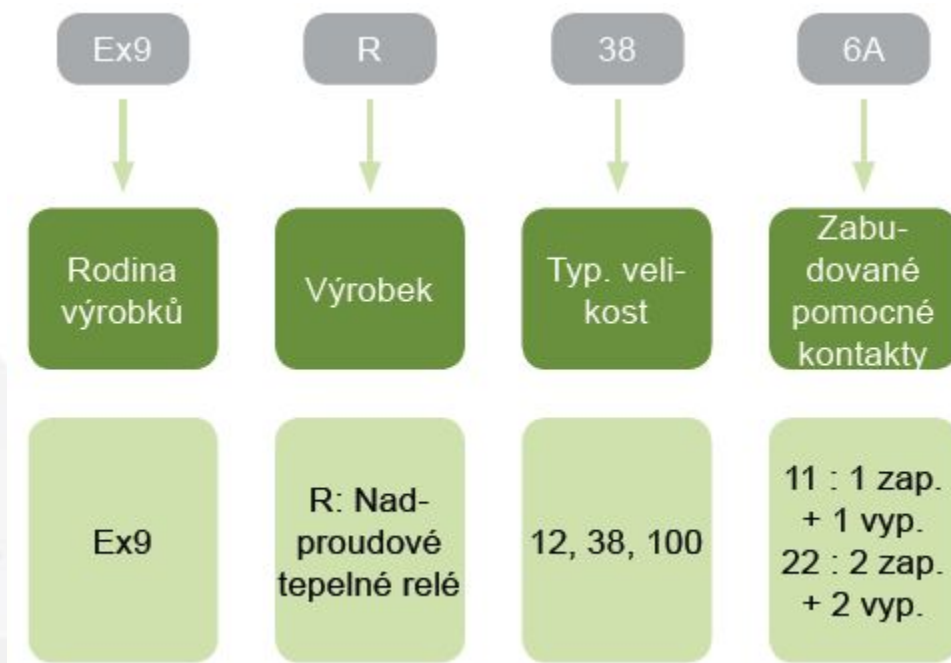 Ex9
R
38
6A
Rodina
výrobků
Výrobek
Typ. veli-
kost
Zabu-
dované
pomocné
kontakty
Ex9
R: Nad-
proudové
tepelné relé
12, 38, 100
11 : 1 zap.
+ 1 vyp.
22 : 2 zap.
+ 2 vyp.